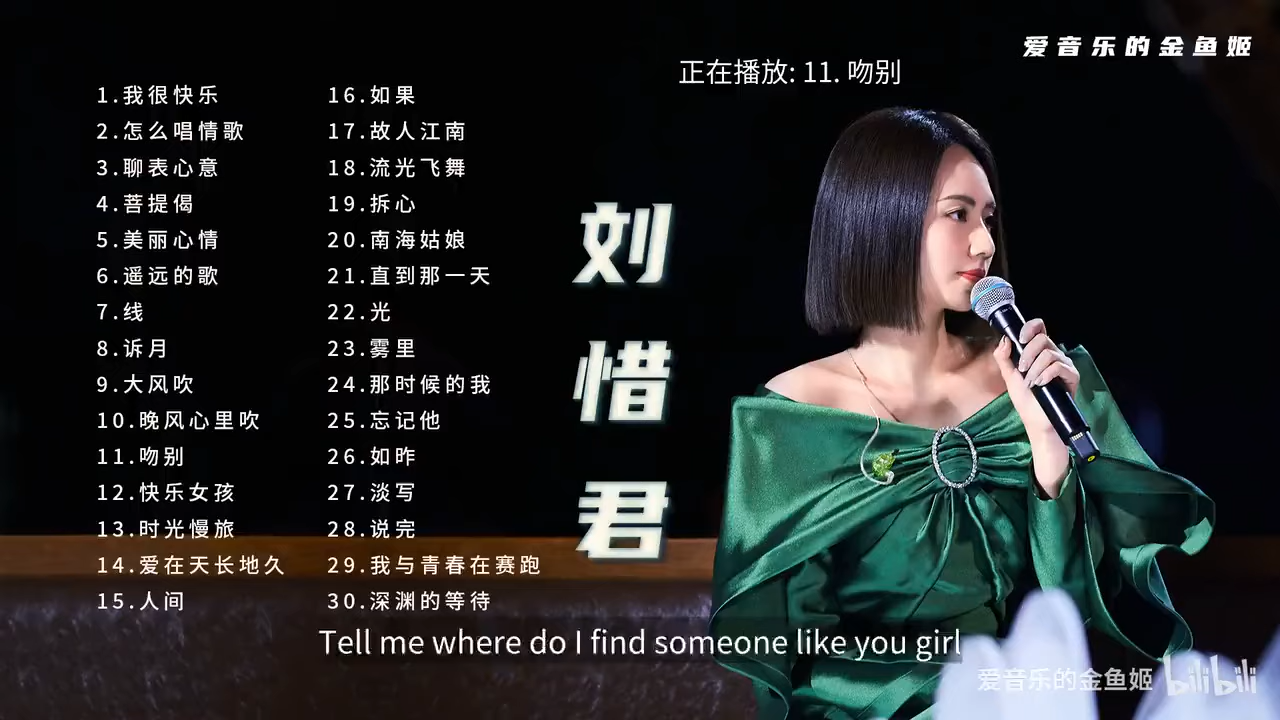 爱音乐的金鱼姬
正在播放: 11. 吻别
1.我很快乐
2.怎么唱情歌
3.聊表心意
4.菩提偈
5.美丽心情
6.遥远的歌
7.线
8.诉月
9.大风吹
10.晚风心里吹
11.吻别
12.快乐女孩
13.时光慢旅
14.爱在天长地久
15.人间
16.如果
17.故人江南
18.流光飞舞
19.拆心
20.南海姑娘
21.直到那一天
22.光
23.雾里
24.那时候的我
25.忘记他
26.如昨
27.淡写
28.说完
29.我与青春在赛跑
30.深渊的等待
刘惜君
Tell me where do I find someone like you girl
爱音乐的金鱼姬 bilibili